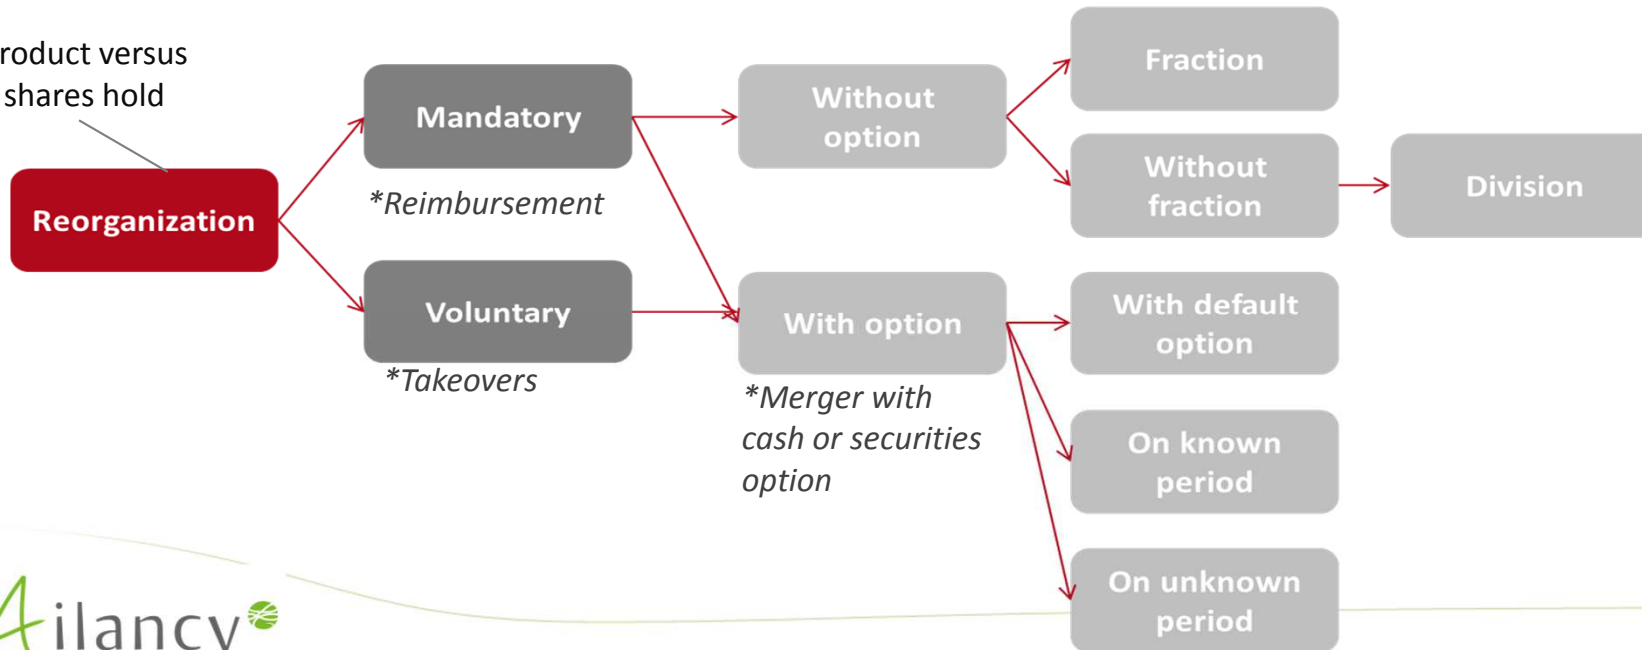 roduct versus
shares hold
Reorganization
Mandatory
*Reimbursement
Voluntary
*Takeovers
Without
option
With option
*Merger with
cash or securities
option
Fraction
Without
fraction
Division
With default
option
On known
period
On unknown
period
Ailancy